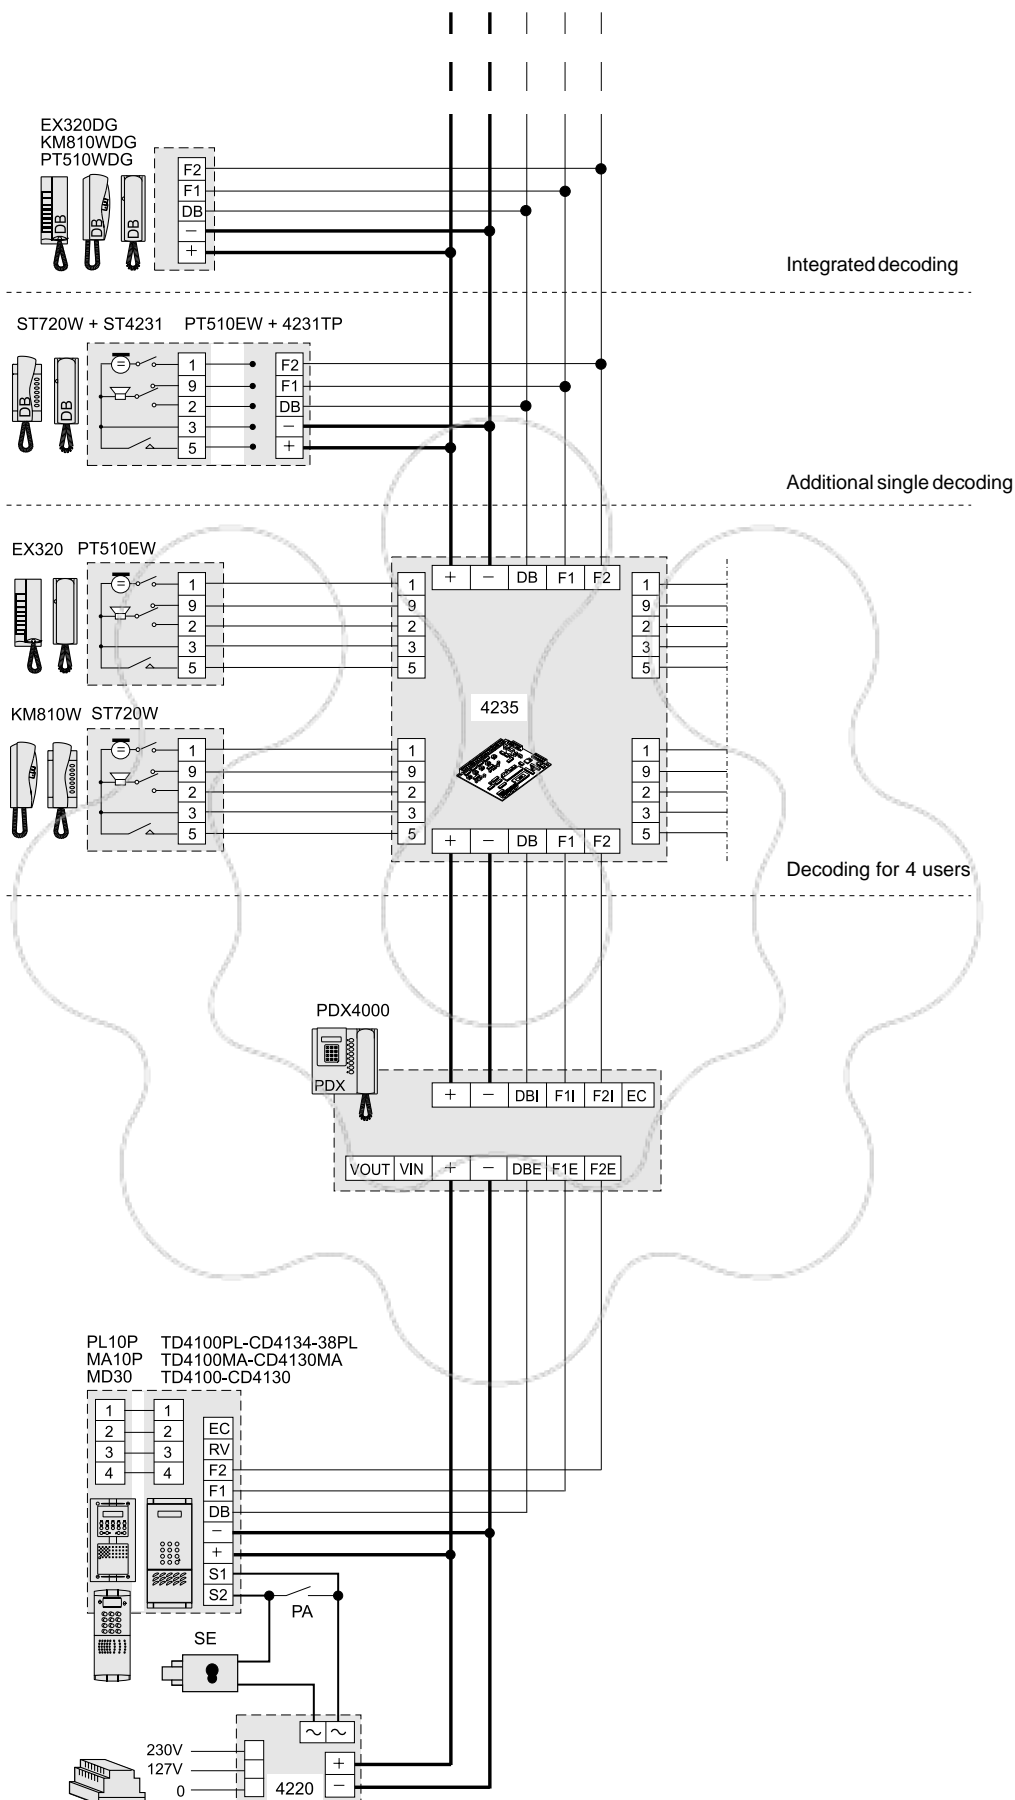 EX320DG
KM810WDG
PT510WDG
F2
F1
DB
−
+
DB DB DB
Integrated decoding
ST720W + ST4231 PT510EW + 4231TP
1 F2
9 F1
2 DB
3 −
5 +
DB DB
Additional single decoding
EX320 PT510EW
+ − DB F1 F2
1 1 1
9 9 9
2 2 2
3 3 3
5 5 5
4235
KM810W ST720W
1 1 1
9 9 9
2 2 2
3 3 3
5 5 5
+ − DB F1 F2
Decoding for 4 users
PDX4000
PDX
+ − DBI F1I F2I EC
VOUT VIN + − DBE F1E F2E
PL10P TD4100PL-CD4134-38PL
MA10P TD4100MA-CD4130MA
MD30 TD4100-CD4130
1 1
2 2
3 3
4 4
EC
RV
F2
F1
DB
−
+
S1
S2
PA
SE
~ ~
230V
127V
0
4220
+
−